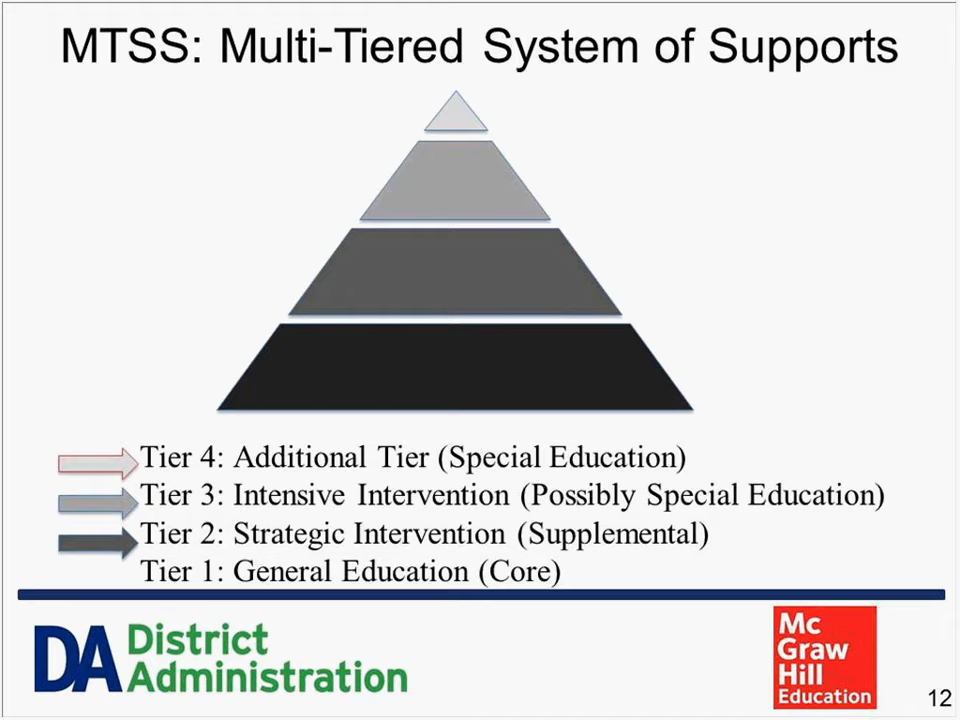 MTSS: Multi-Tiered System of Supports
Tier 4: Additional Tier (Special Education)
Tier 3: Intensive Intervention (Possibly Special Education)
Tier 2: Strategic Intervention (Supplemental)
Tier 1: General Education (Core)
DA District
Administration
Mc
Graw
Hill
Education
12